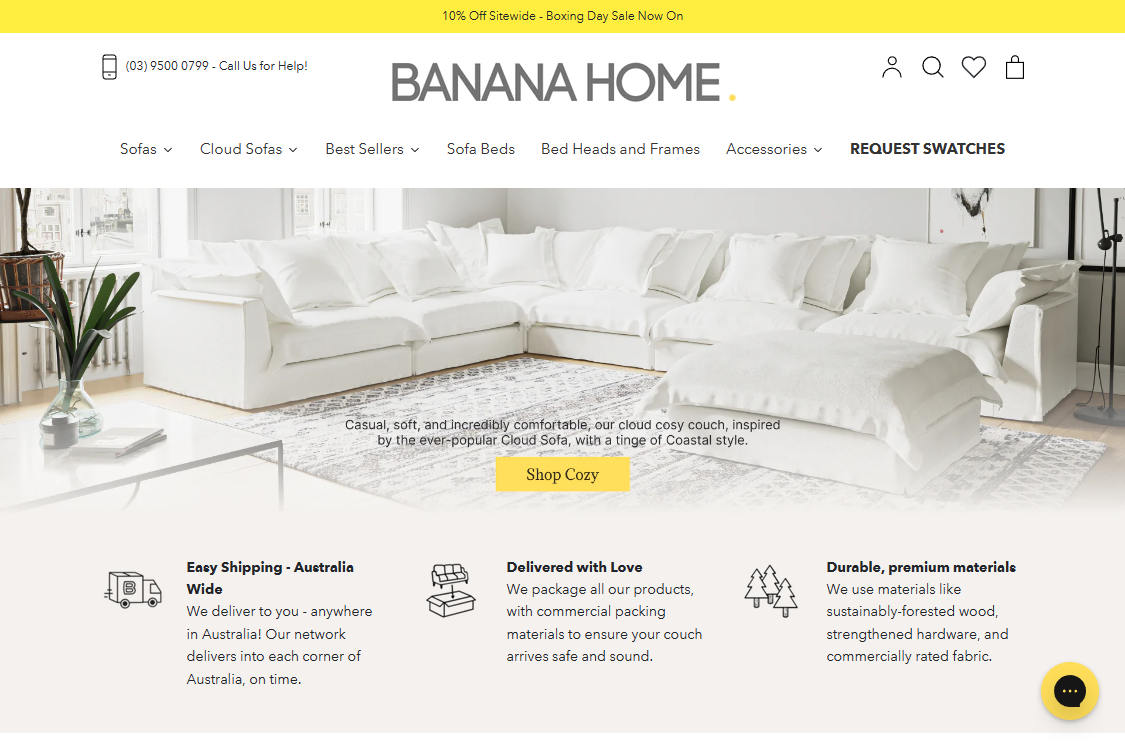 10% Off Sitewide - Boxing Day Sale Now On
(03) 9500 0799 - Call Us for Help!
BANANA HOME.
Sofas
Cloud Sofas
Best Sellers
Sofa Beds
Bed Heads and Frames
Accessories
REQUEST SWATCHES
Casual, soft, and incredibly comfortable, our cloud cosy couch, inspired
by the ever-popular Cloud Sofa, with a tinge of Coastal style.
Shop Cozy
B
Easy Shipping - Australia
Wide
We deliver to you - anywhere
in Australia! Our network
delivers into each corner of
Australia, on time.
Delivered with Love
We package all our products,
with commercial packing
materials to ensure your couch
arrives safe and sound.
Durable, premium materials
We use materials like
sustainably-forested wood,
strengthened hardware, and
commercially rated fabric.